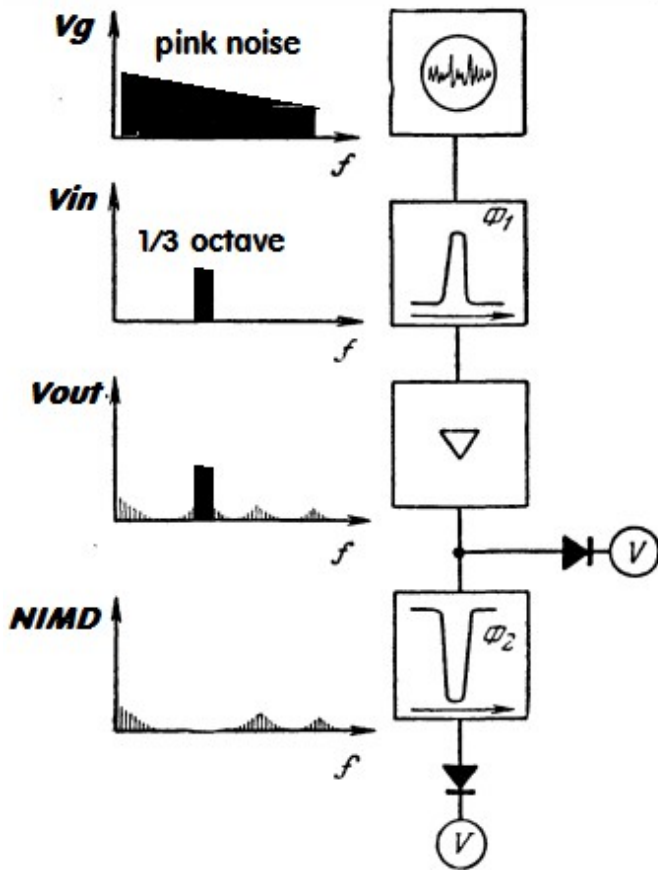 Vg
pink noise
f
Vin
1/3 octave
f
Φ1
Vout
f
V
NIMD
f
Φ2
V